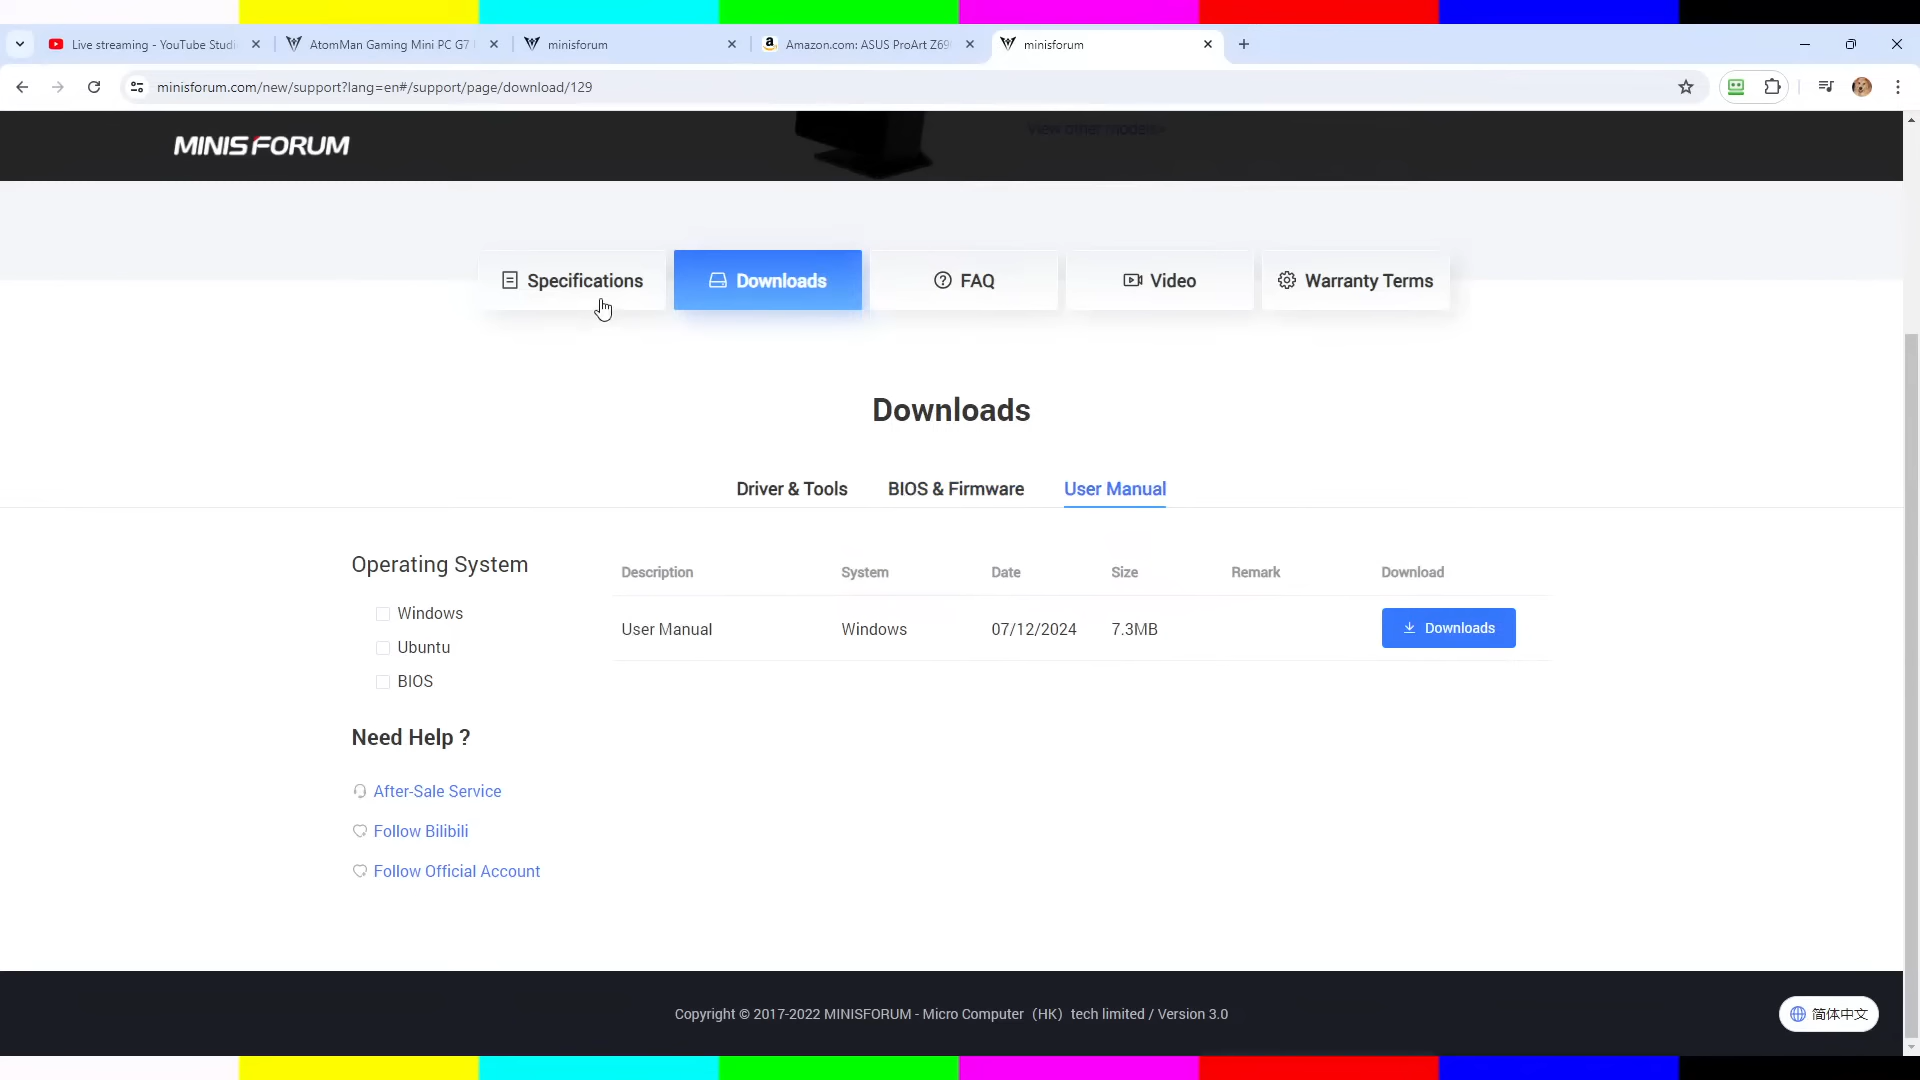 Live streaming - YouTube Studi
AtomMan Gaming Mini PC G7
minisforum
Amazon.com: ASUS ProArt Z69
minisforum
minisforum.com/new/support?lang=en#/support/page/download/129
MINISFORUM
View other models>
Specifications
Downloads
FAQ
Video
Warranty Terms
Downloads
Driver & Tools
BIOS & Firmware
User Manual
Operating System
Windows
Ubuntu
BIOS
Description System Date Size Remark Download
User Manual Windows 07/12/2024 7.3MB Downloads
Need Help ?
After-Sale Service
Follow Bilibili
Follow Official Account
Copyright © 2017-2022 MINISFORUM - Micro Computer（HK）tech limited / Version 3.0
简体中文